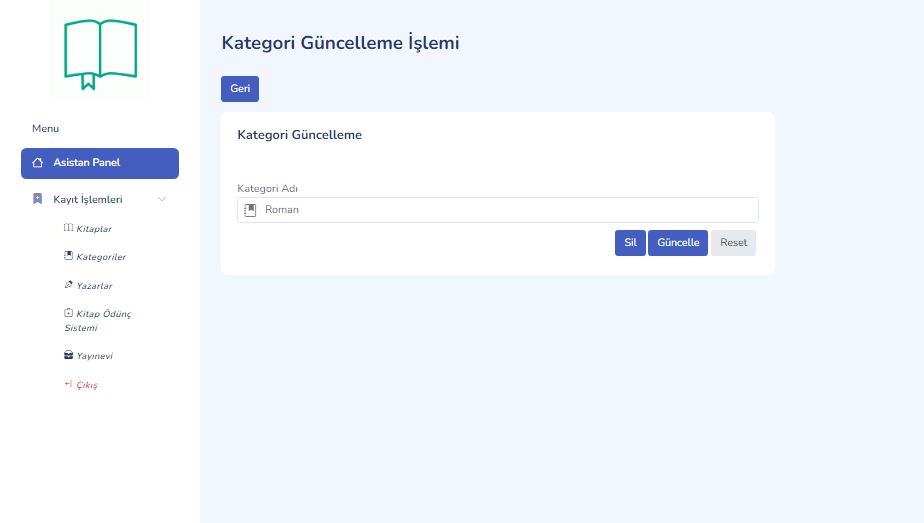 Menu
Asistan Panel
Kayıt İşlemleri
Kitaplar
Kategoriler
Yazarlar
Kitap Ödünç
Sistemi
Yayınevi
Çıkış
Kategori Güncelleme İşlemi
Geri
Kategori Güncelleme
Kategori Adı
Roman
Sil Güncelle Reset